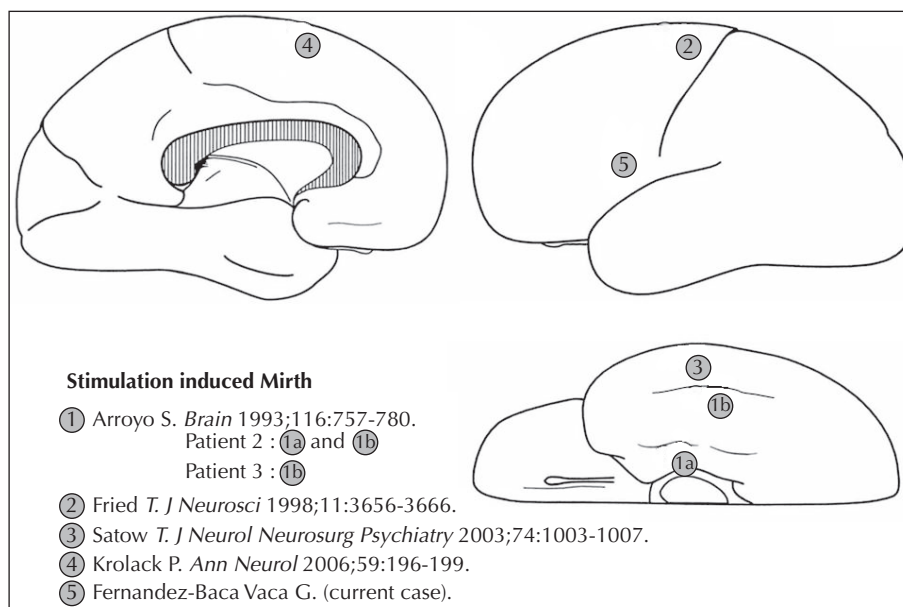 4
2
5
3
1b
1a
Stimulation induced Mirth
1 Arroyo S. Brain 1993;116:757-780.
Patient 2 : 1a and 1b
Patient 3 : 1b
2 Fried T. J Neurosci 1998;11:3656-3666.
3 Satow T. J Neurol Neurosurg Psychiatry 2003;74:1003-1007.
4 Krolack P. Ann Neurol 2006;59:196-199.
5 Fernandez-Baca Vaca G. (current case).